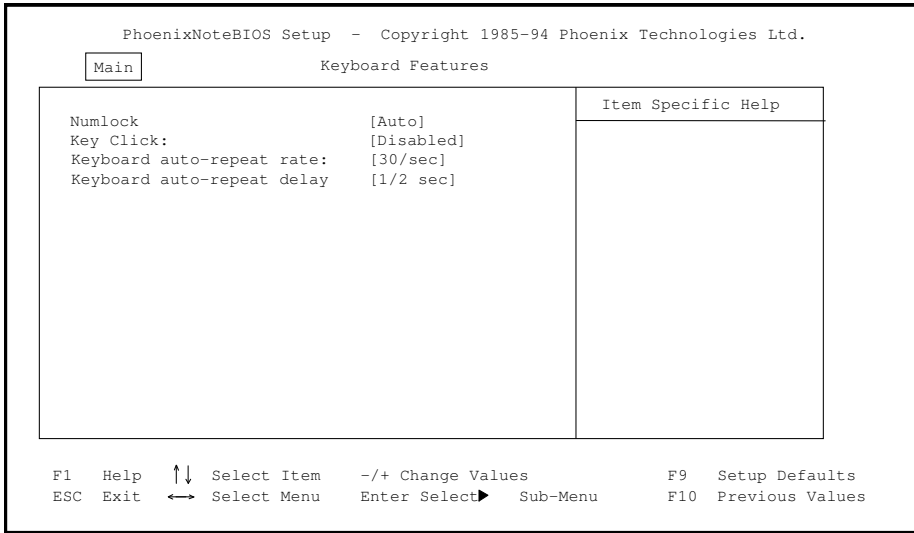 PhoenixNoteBIOS Setup - Copyright 1985-94 Phoenix Technologies Ltd.
Main Keyboard Features
Item Specific Help
Numlock [Auto]
Key Click: [Disabled]
Keyboard auto-repeat rate: [30/sec]
Keyboard auto-repeat delay [1/2 sec]
F1 Help ↑↓ Select Item -/+ Change Values F9 Setup Defaults
ESC Exit ↔ Select Menu Enter Select▶ Sub-Menu F10 Previous Values